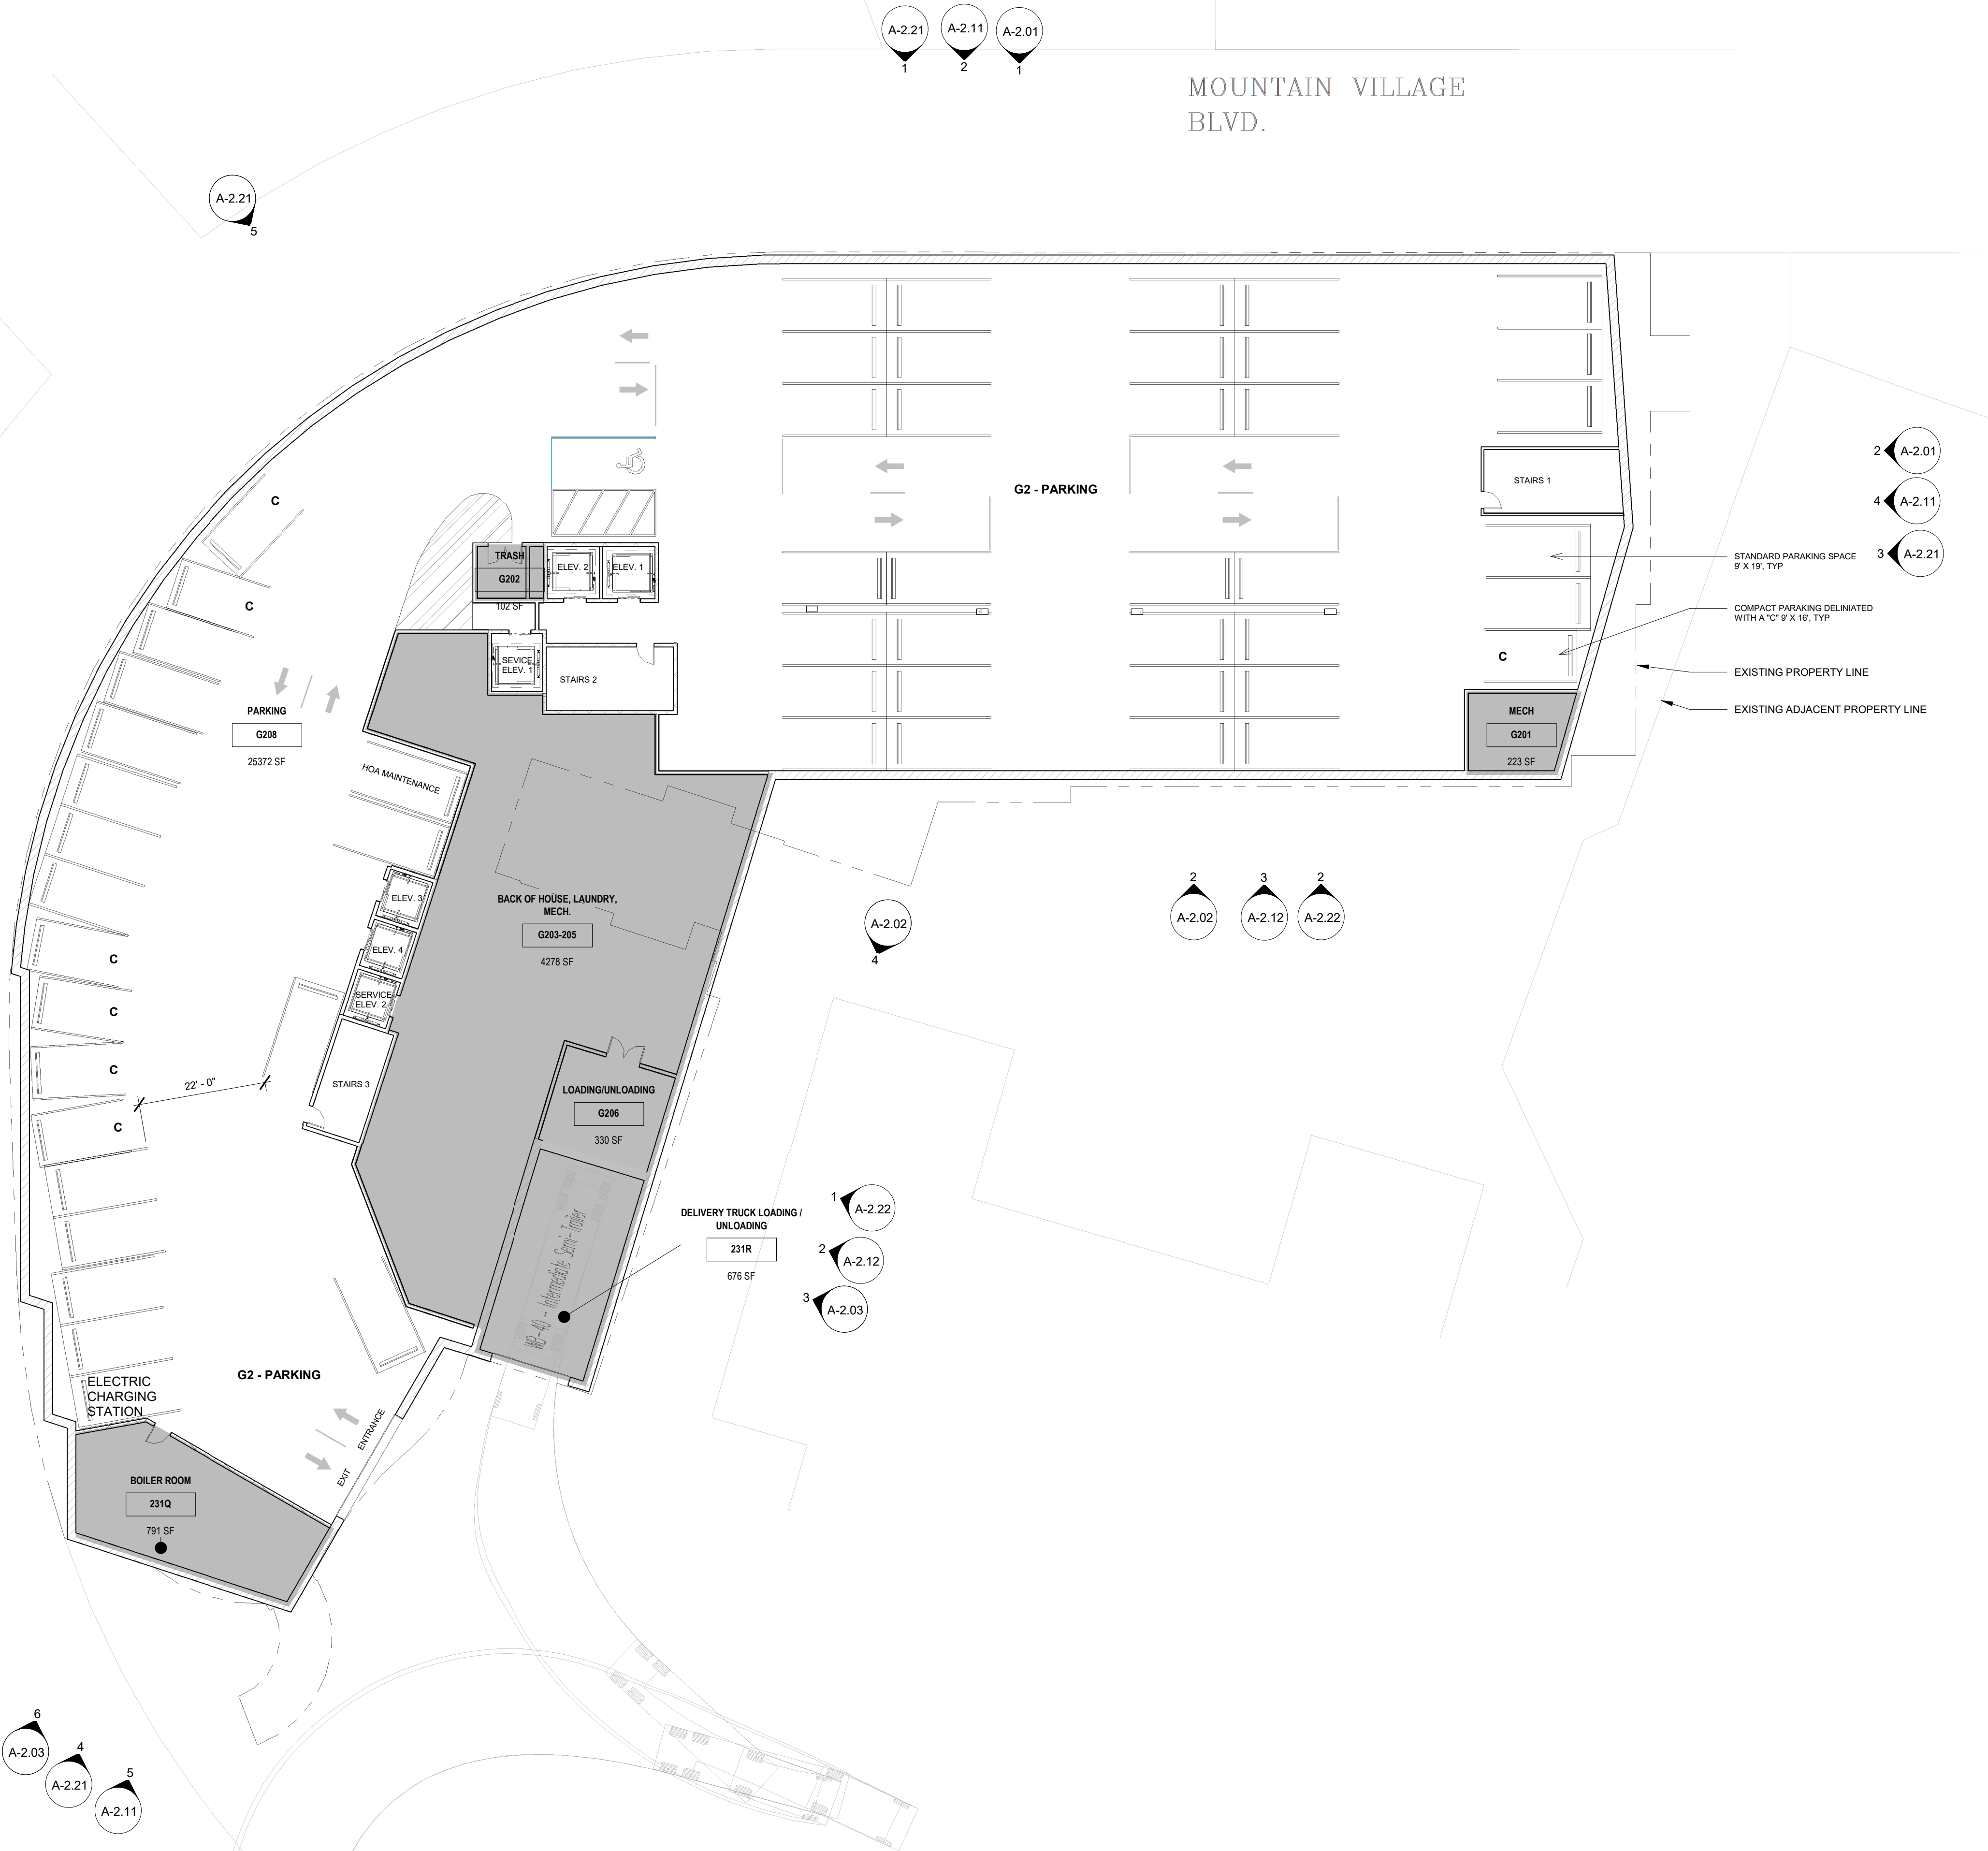 A-2.21
1
A-2.11
2
A-2.01
1
MOUNTAIN VILLAGE
BLVD.
A-2.21
5
2
A-2.01
4
A-2.11
3
A-2.21
G2 - PARKING
STAIRS 1
STANDARD PARAKING SPACE
9' X 19', TYP
COMPACT PARAKING DELINIATED
WITH A "C" 9' X 16', TYP
EXISTING PROPERTY LINE
EXISTING ADJACENT PROPERTY LINE
C
C
C
TRASH
G202
102 SF
ELEV. 2
ELEV. 1
SEVICE
ELEV. 1
STAIRS 2
MECH
G201
223 SF
PARKING
G208
25372 SF
HOA MAINTENANCE
BACK OF HOUSE, LAUNDRY,
MECH.
G203-205
4278 SF
ELEV. 3
ELEV. 4
SERVICE
ELEV. 2
STAIRS 3
C
C
C
C
22' - 0"
A-2.02
4
2
A-2.02
3
A-2.12
2
A-2.22
LOADING/UNLOADING
G206
330 SF
WB-40 - Intermediate Semi-Trailer
DELIVERY TRUCK LOADING /
UNLOADING
231R
676 SF
1
A-2.22
2
A-2.12
3
A-2.03
G2 - PARKING
ELECTRIC
CHARGING
STATION
ENTRANCE
EXIT
BOILER ROOM
231Q
791 SF
6
A-2.03
4
A-2.21
5
A-2.11